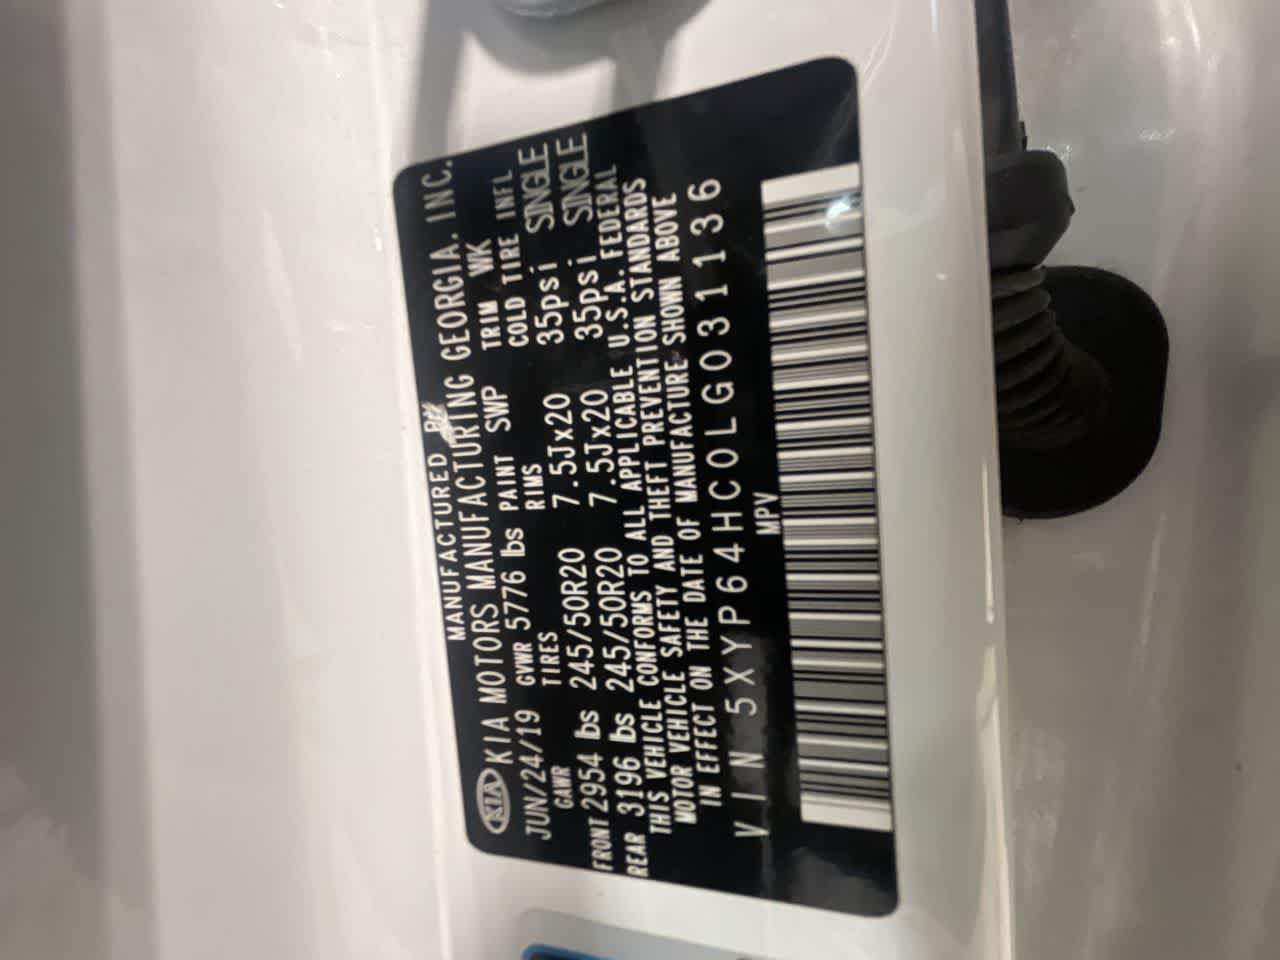 MANUFACTURED BY
KIA KIA MOTORS MANUFACTURING GEORGIA, INC.
JUN/24/19 GVWR 5776 lbs PAINT SWP TRIM WK
GAWR TIRES RIMS COLD TIRE INFL
FRONT 2954 lbs 245/50R20 7.5Jx20 35psi SINGLE
REAR 3196 lbs 245/50R20 7.5Jx20 35psi SINGLE
THIS VEHICLE CONFORMS TO ALL APPLICABLE U.S.A. FEDERAL
MOTOR VEHICLE SAFETY AND THEFT PREVENTION STANDARDS
IN EFFECT ON THE DATE OF MANUFACTURE SHOWN ABOVE
VIN 5XYP64HC0LG031136
MPV